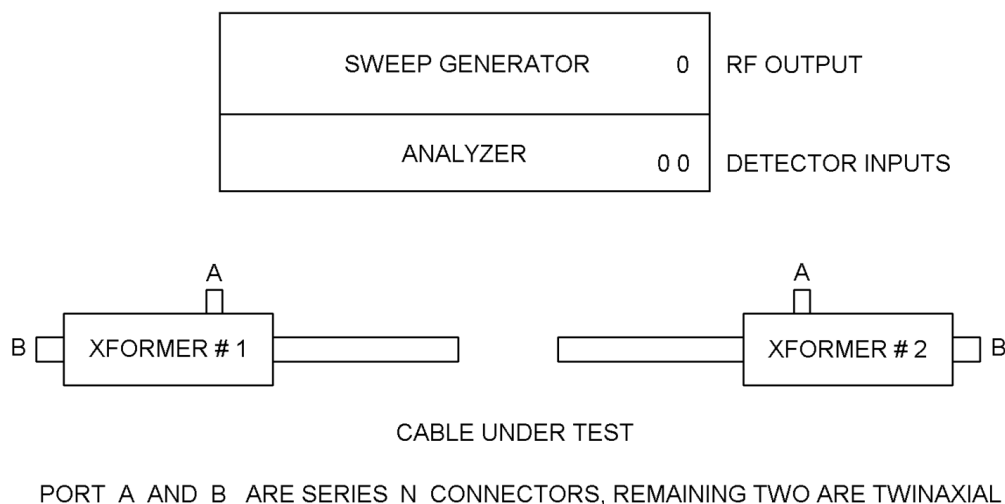 SWEEP GENERATOR 0 RF OUTPUT
ANALYZER 0 0 DETECTOR INPUTS
A A
B XFORMER # 1 XFORMER # 2 B
CABLE UNDER TEST
PORT A AND B ARE SERIES N CONNECTORS, REMAINING TWO ARE TWINAXIAL